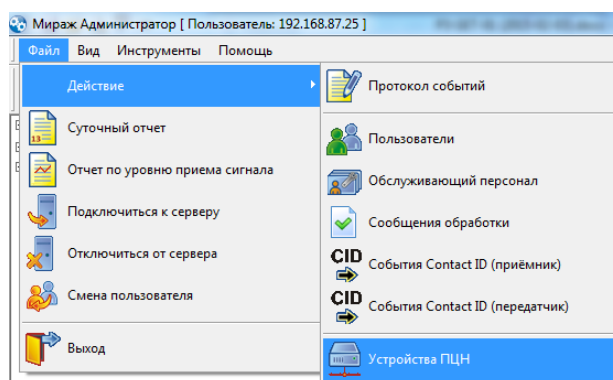 Мираж Администратор [ Пользователь: 192.168.87.25 ]
Файл Вид Инструменты Помощь
Действие
Суточный отчет
Отчет по уровню приема сигнала
Подключиться к серверу
Отключиться от сервера
Смена пользователя
Выход
Протокол событий
Пользователи
Обслуживающий персонал
Сообщения обработки
CID События Contact ID (приёмник)
CID События Contact ID (передатчик)
Устройства ПЦН
13